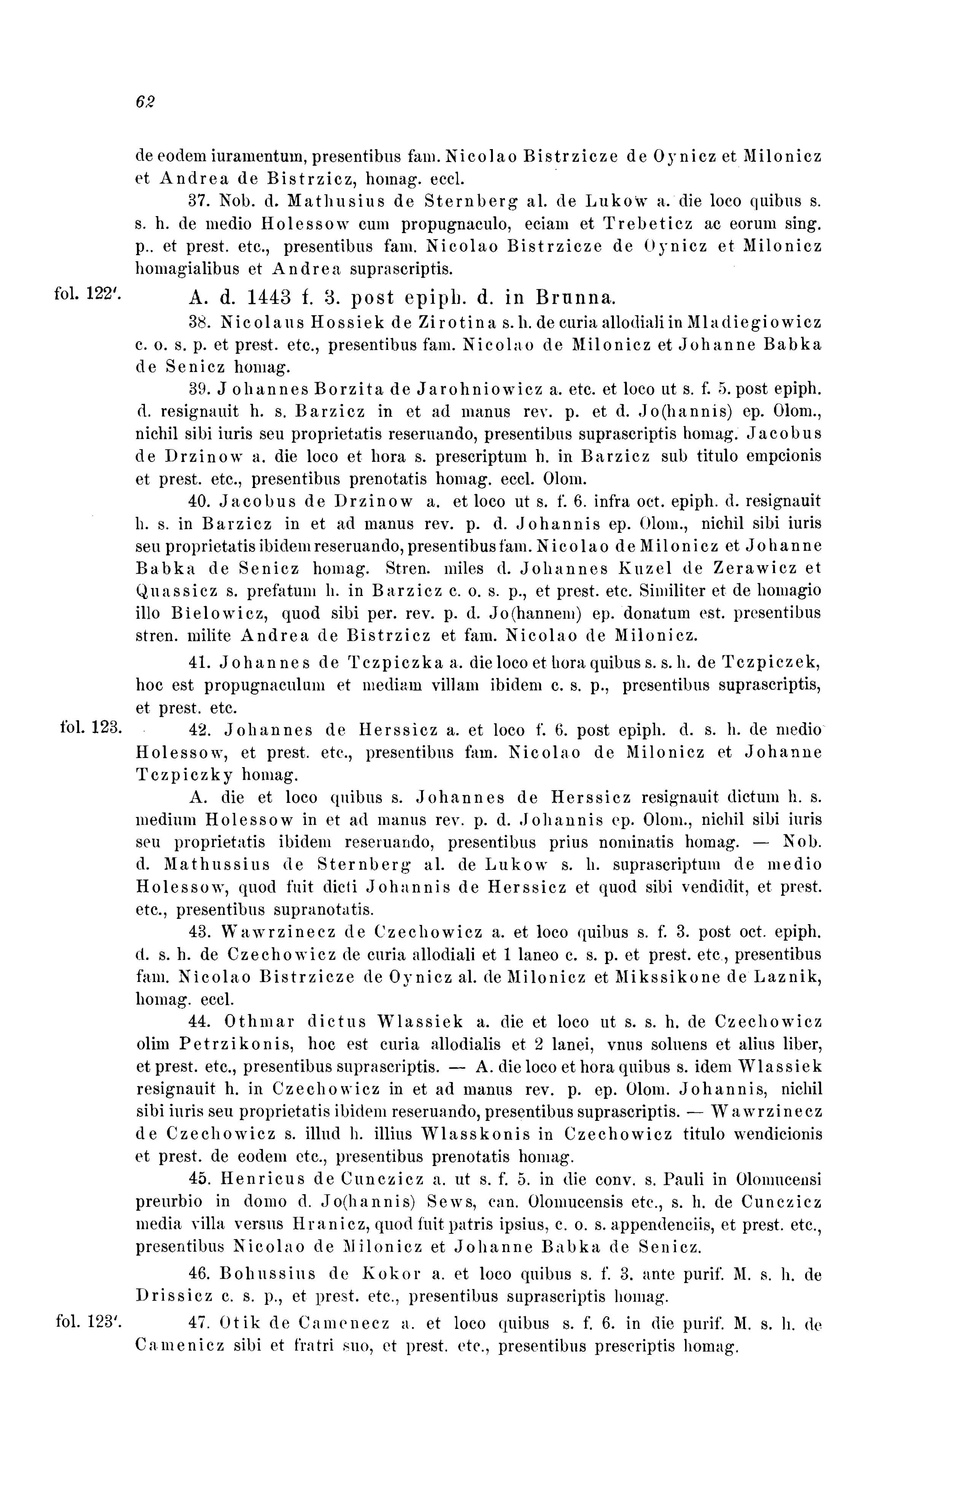 62
de eodem iuramentum, presentibus fam. Nicolao Bistrzicze de Oynicz et Milonicz
et Andrea de Bistrzicz, homag. eccl.
37. Nob. d. Mathusius de Sternberg al. de Lukow a. die loco quibus s.
s. h. de medio Holessow cum propugnaculo, eciam et Trebeticz ac eorum sing.
p.. et prest. etc., presentibus fam. Nicolao Bistrzicze de Oynicz et Milonicz
homagialibus et Andrea suprascriptis.
fol. 122'. A. d. 1443 f. 3. post epiph. d. in Brunna.
38. Nicolaus Hossiek de Zirotina s. h. de curia allodiali in Mladiegiowicz
c. o. s. p. et prest. etc., presentibus fam. Nicolao de Milonicz et Johanne Babka
de Senicz homag.
39. Johannes Borzita de Jarohniowicz a. etc. et loco ut s. f. 5. post epiph.
d. resignauit h. s. Barzicz in et ad manus rev. p. et d. Jo(hannis) ep. Olom.,
nichil sibi iuris seu proprietatis reseruando, presentibus suprascriptis homag. Jacobus
de Drzinow a. die loco et hora s. prescriptum h. in Barzicz sub titulo empcionis
et prest. etc., presentibus prenotatis homag. eccl. Olom.
40. Jacobus de Drzinow a. et loco ut s. f. 6. infra oct. epiph. d. resignauit
h. s. in Barzicz in et ad manus rev. p. d. Johannis ep. Olom., nichil sibi iuris
seu proprietatis ibidem reseruando, presentibus fam. Nicolao de Milonicz et Johanne
Babka de Senicz homag. Stren. miles d. Johannes Kuzel de Zerawicz et
Quassicz s. prefatum h. in Barzicz c. o. s. p., et prest. etc. Similiter et de homagio
illo Bielowicz, quod sibi per. rev. p. d. Jo(hannem) ep. donatum est. presentibus
stren. milite Andrea de Bistrzicz et fam. Nicolao de Milonicz.
41. Johannes de Tczpiczka a. die loco et hora quibus s. s. h. de Tczpiczek,
hoc est propugnaculum et mediam villam ibidem c. s. p., presentibus suprascriptis,
et prest. etc.
fol. 123. 42. Johannes de Herssicz a. et loco f. 6. post epiph. d. s. h. de medio
Holessow, et prest. etc., presentibus fam. Nicolao de Milonicz et Johanne
Tczpiczky homag.
A. die et loco quibus s. Johannes de Herssicz resignauit dictum h. s.
medium Holessow in et ad manus rev. p. d. Johannis ep. Olom., nichil sibi iuris
seu proprietatis ibidem reseruando, presentibus prius nominatis homag. — Nob.
d. Mathussius de Sternberg al. de Lukow s. h. suprascriptum de medio
Holessow, quod fuit dicti Johannis de Herssicz et quod sibi vendidit, et prest.
etc., presentibus supranotatis.
43. Wawrzinecz de Czechowicz a. et loco quibus s. f. 3. post oct. epiph.
d. s. h. de Czechowicz de curia allodiali et 1 laneo c. s. p. et prest. etc., presentibus
fam. Nicolao Bistrzicze de Oynicz al. de Milonicz et Mikssikone de Laznik,
homag. eccl.
44. Othmar dictus Wlassiek a. die et loco ut s. s. h. de Czechowicz
olim Petrzikonis, hoc est curia allodialis et 2 lanei, vnus soluens et alius liber,
et prest. etc., presentibus suprascriptis. — A. die loco et hora quibus s. idem Wlassiek
resignauit h. in Czechowicz in et ad manus rev. p. ep. Olom. Johannis, nichil
sibi iuris seu proprietatis ibidem reseruando, presentibus suprascriptis. — Wawrzinecz
de Czechowicz s. illud h. illius Wlasskonis in Czechowicz titulo wendicionis
et prest. de eodem etc., presentibus prenotatis homag.
45. Henricus de Cunczicz a. ut s. f. 5. in die conv. s. Pauli in Olomucensi
preurbio in domo d. Jo(hannis) Sews, can. Olomucensis etc., s. h. de Cunczicz
media villa versus Hranicz, quod fuit patris ipsius, c. o. s. appendenciis, et prest. etc.,
presentibus Nicolao de Milonicz et Johanne Babka de Senicz.
46. Bohussius de Kokor a. et loco quibus s. f. 3. ante purif. M. s. h. de
Drissicz c. s. p., et prest. etc., presentibus suprascriptis homag.
fol. 123'. 47. Otik de Camenecz a. et loco quibus s. f. 6. in die purif. M. s. h. de
Camenicz sibi et fratri suo, et prest. etc., presentibus prescriptis homag.